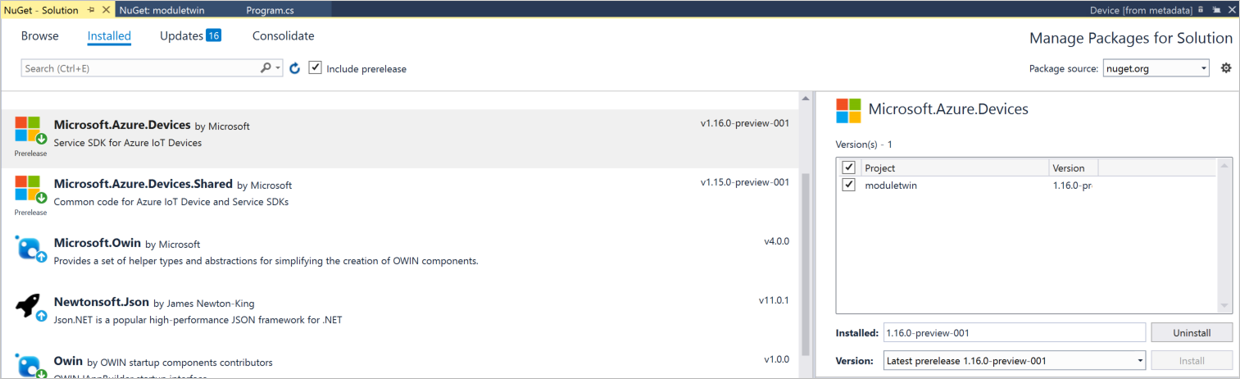 NuGet - Solution
NuGet: moduletwin
Program.cs
Device [from metadata]
Browse
Installed
Updates 16
Consolidate
Manage Packages for Solution
Search (Ctrl+E)
Include prerelease
Package source: nuget.org
Microsoft.Azure.Devices by Microsoft
v1.16.0-preview-001
Service SDK for Azure IoT Devices
Prerelease
Microsoft.Azure.Devices.Shared by Microsoft
v1.15.0-preview-001
Common code for Azure IoT Device and Service SDKs
Prerelease
Microsoft.Owin by Microsoft
v4.0.0
Provides a set of helper types and abstractions for simplifying the creation of OWIN components.
Newtonsoft.Json by James Newton-King
v11.0.1
Json.NET is a popular high-performance JSON framework for .NET
Owin by OWIN startup components contributors
v1.0.0
OWIN IAppBuilder startup interface
Microsoft.Azure.Devices
Version(s) - 1
Project Version
moduletwin 1.16.0-pr
Installed: 1.16.0-preview-001 Uninstall
Version: Latest prerelease 1.16.0-preview-001 Install